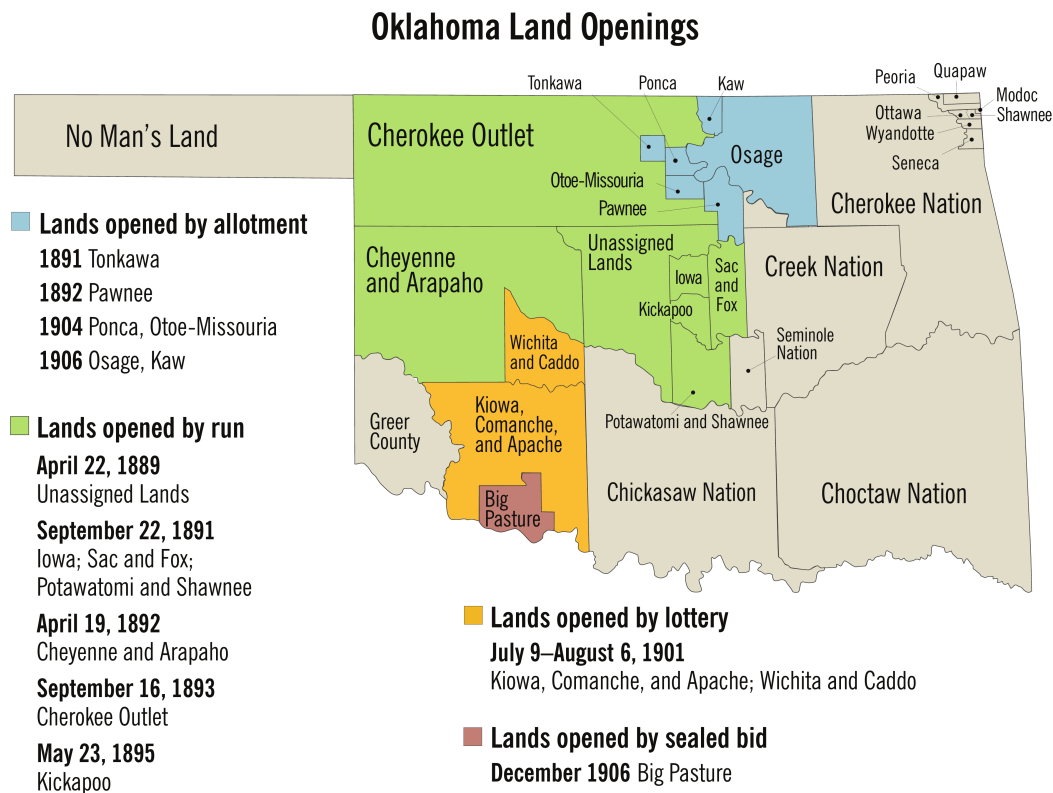 Oklahoma Land Openings
Tonkawa
Ponca
Kaw
Peoria
Quapaw
Modoc
Ottawa
Shawnee
Wyandotte
Seneca
No Man's Land
Cherokee Outlet
Osage
Otoe-Missouria
Pawnee
Cherokee Nation
Cheyenne
and Arapaho
Unassigned
Lands
Iowa
Sac
and
Fox
Kickapoo
Creek Nation
Seminole
Nation
Wichita
and Caddo
Potawatomi and Shawnee
Greer
County
Kiowa,
Comanche,
and Apache
Big
Pasture
Chickasaw Nation
Choctaw Nation
Lands opened by allotment
1891 Tonkawa
1892 Pawnee
1904 Ponca, Otoe-Missouria
1906 Osage, Kaw
Lands opened by run
April 22, 1889
Unassigned Lands
September 22, 1891
Iowa; Sac and Fox;
Potawatomi and Shawnee
April 19, 1892
Cheyenne and Arapaho
September 16, 1893
Cherokee Outlet
May 23, 1895
Kickapoo
Lands opened by lottery
July 9–August 6, 1901
Kiowa, Comanche, and Apache; Wichita and Caddo
Lands opened by sealed bid
December 1906 Big Pasture